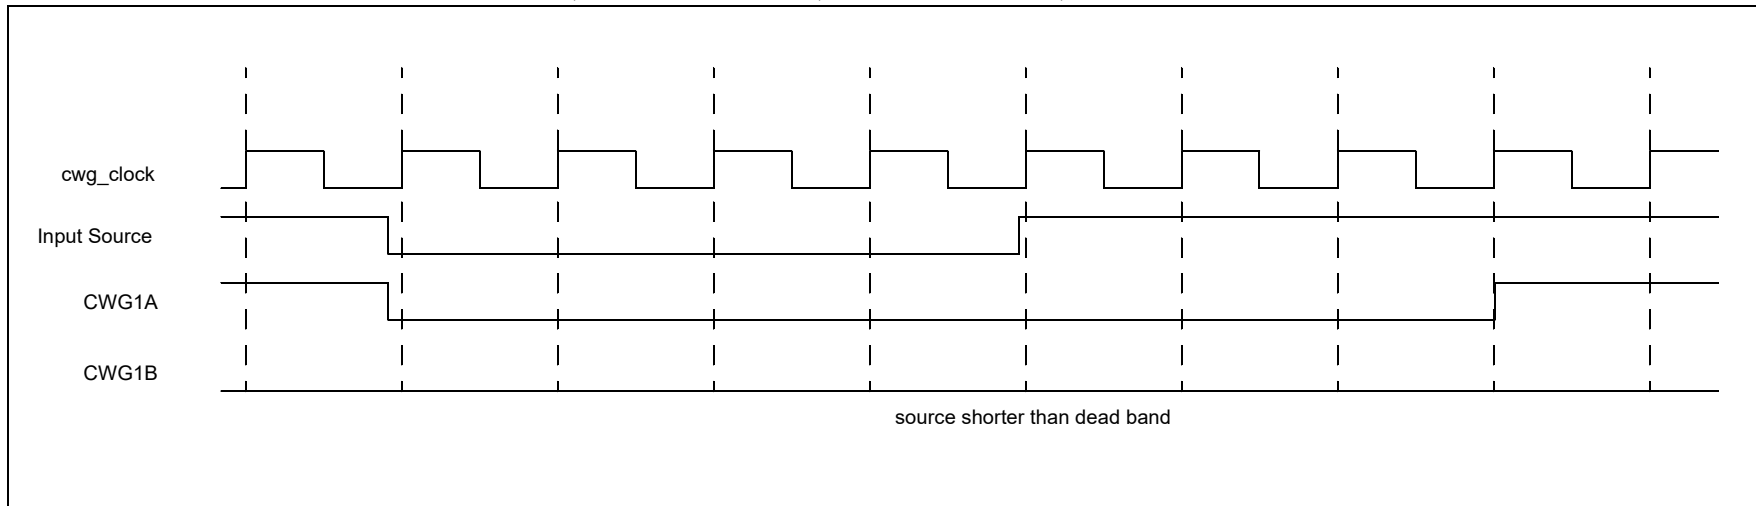 cwg_clock
Input Source
CWG1A
CWG1B
source shorter than dead band